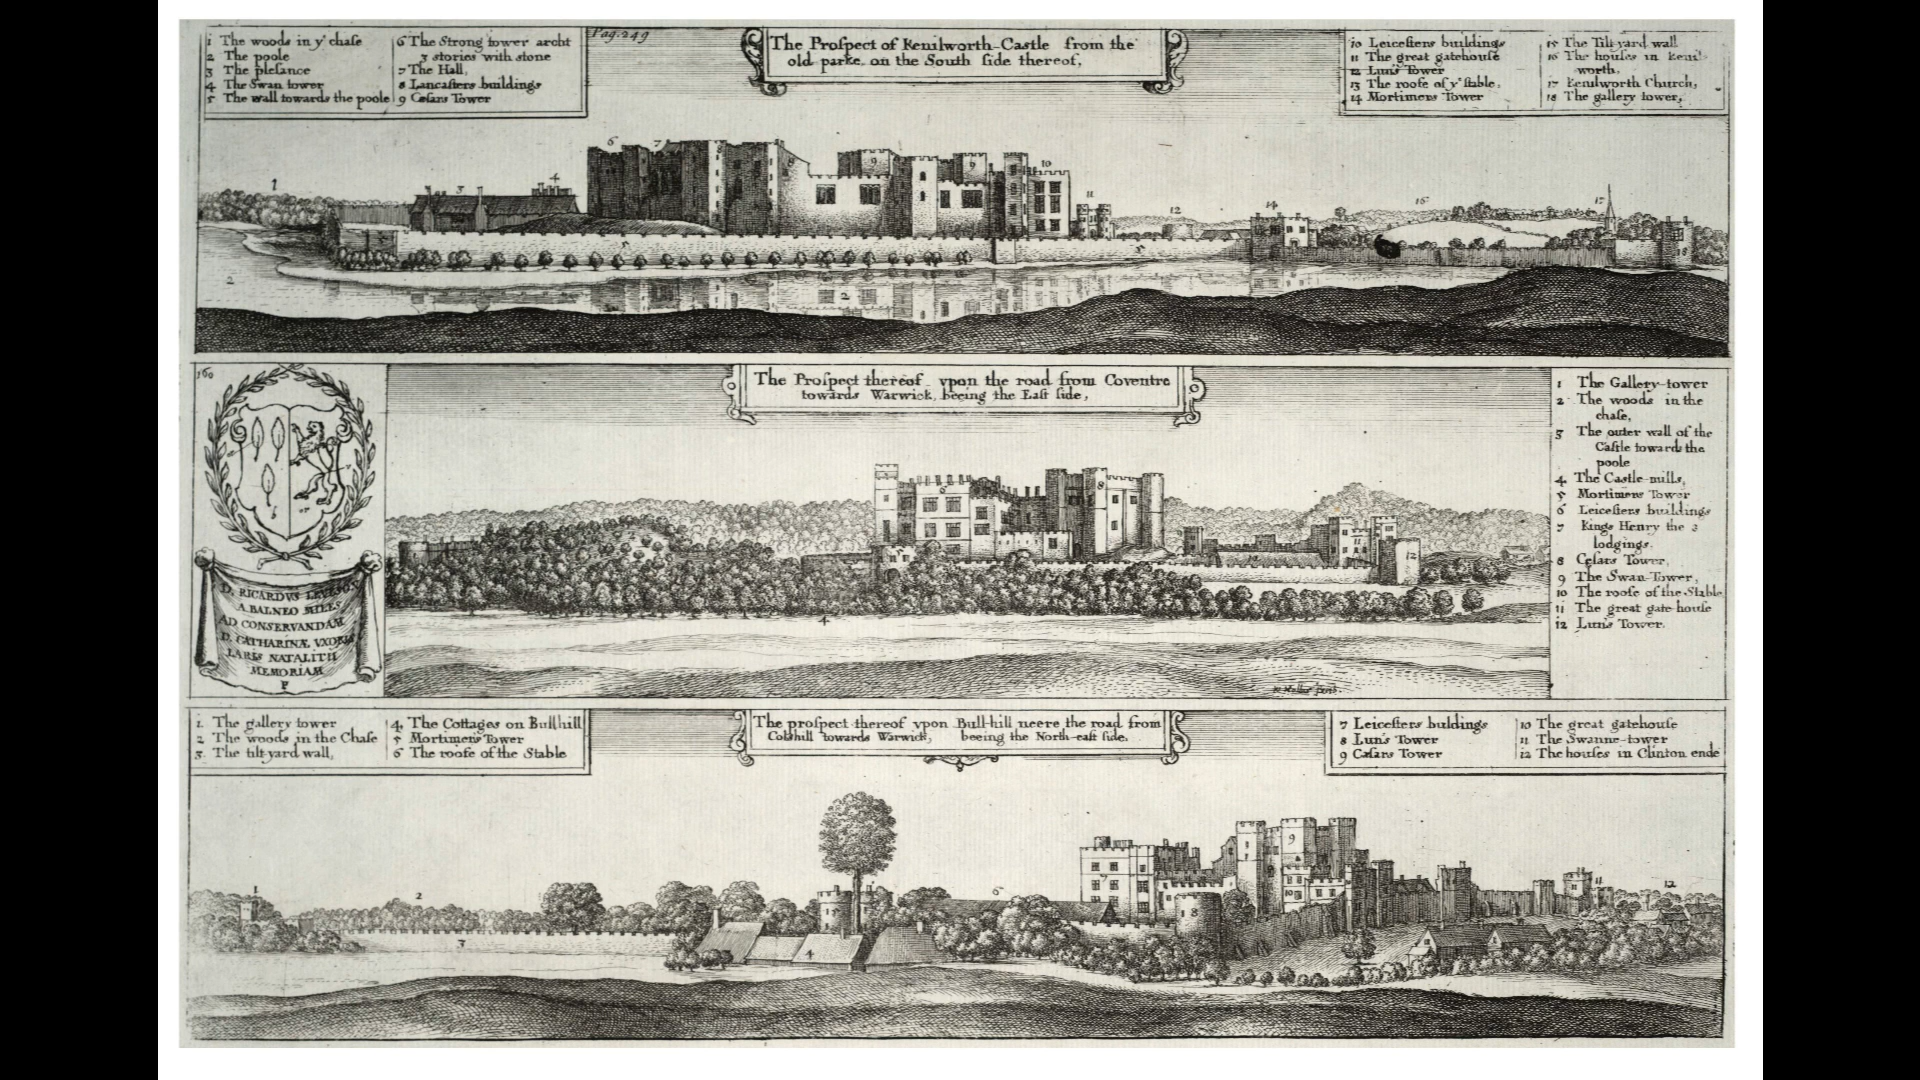 1 The woods in yͤ chaſe
2 The poole
3 The pleſance
4 The Swan tower
5 The wall towards the poole
6 The Strong tower archt
3 stories with stone
7 The Hall,
8 Lancaſters buildings
9 Ceſars Tower
Pag. 249
The Proſpect of Kenilworth-Caſtle from the
old parke, on the South ſide thereof,
10 Leiceſters buildings
11 The great gatehouſe
12 Luns Tower
13 The roofe of yͤ ſtable,
14 Mortimers Tower
15 The Tilt yard wall
16 The houſes in Kenil-
worth,
17 Kenilworth Church,
18 The gallery tower,
160
D. RICARDVS
A BALNEO MILES
AD CONSERVANDAM
D. CATHARINÆ VXORIS
LARIS NATALITII
MEMORIAM
P
The Proſpect thereof vpon the road from Coventre
towards Warwick, beeing the Eaſt ſide,
1 The Gallery-tower
2 The woods in the
chaſe,
3 The outer wall of the
Caſtle towards the
poole
4 The Caſtle-mills,
5 Mortimers Tower
6 Leiceſters buildings
7 Kings Henry the 3
lodgings.
8 Ceſars Tower,
9 The Swan-Tower,
10 The roofe of the Stable
11 The great gate houſe
12 Luns Tower.
1. The gallery tower
2 The woods in the Chaſe
3. The tiltyard wall,
4, The Cottages on Bullhill
5 Mortimers Tower
6 The roofe of the Stable
The proſpect thereof vpon Bull-hill neere the road from
Colſhill towards Warwick, beeing the North-eaſt ſide.
7 Leiceſters buildings
8 Luns Tower
9 Cæſars Tower
10 The great gatehouſe
11 The Swanne-tower
12 The houſes in Clinton ende